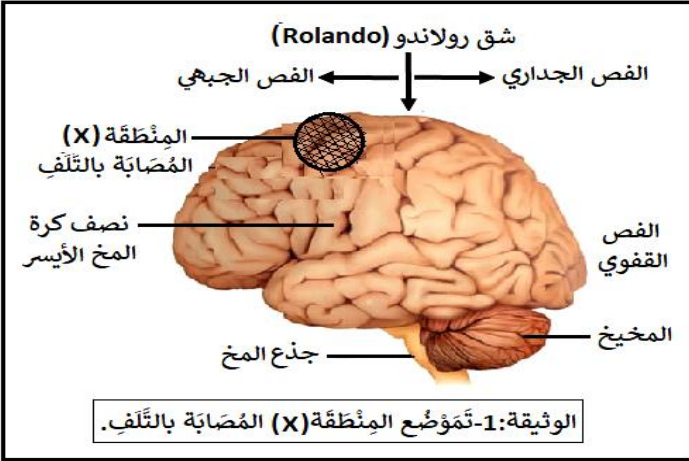 شق رولاندو (Rolando)
الفص الجداري
الفص الجبهي
المِنْطَقَة (X)
المُصَابَة بالتَّلَفِ
نصف كرة
المخ الأيسر
الفص
القفوي
المخيخ
جذع المخ
الوثيقة:1-تَمَوْضُع المِنْطَقَة(X) المُصَابَة بالتَّلَفِ.